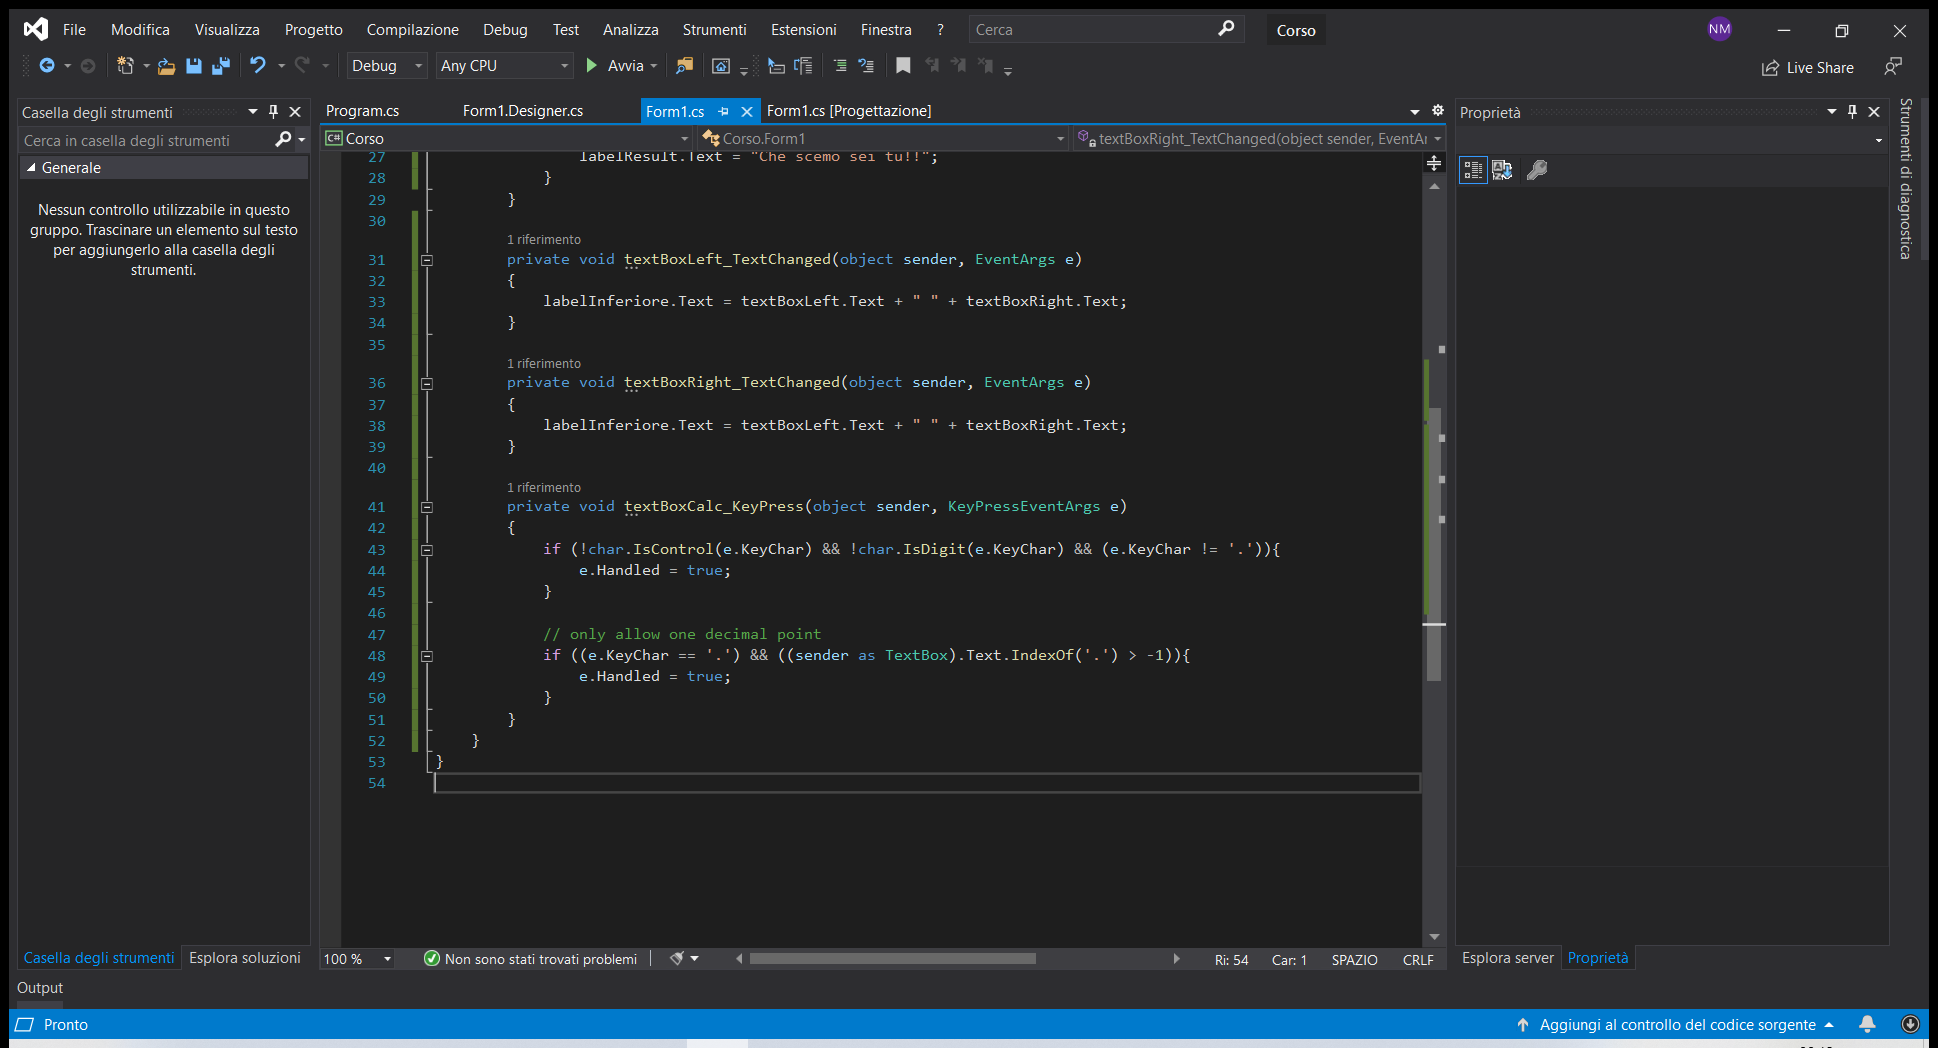 File Modifica Visualizza Progetto Compilazione Debug Test Analizza Strumenti Estensioni Finestra ? Cerca Corso NM
Debug Any CPU Avvia Live Share
Casella degli strumenti
Cerca in casella degli strumenti
Generale
Nessun controllo utilizzabile in questo
gruppo. Trascinare un elemento sul testo
per aggiungerlo alla casella degli
strumenti.
Casella degli strumenti Esplora soluzioni
Program.cs Form1.Designer.cs Form1.cs Form1.cs [Progettazione]
C# Corso Corso.Form1 textBoxRight_TextChanged(object sender, EventAr
27 labelResult.Text = "Che scemo sei tu!!";
28 }
29 }
30
1 riferimento
31 private void textBoxLeft_TextChanged(object sender, EventArgs e)
32 {
33 labelInferiore.Text = textBoxLeft.Text + " " + textBoxRight.Text;
34 }
35
1 riferimento
36 private void textBoxRight_TextChanged(object sender, EventArgs e)
37 {
38 labelInferiore.Text = textBoxLeft.Text + " " + textBoxRight.Text;
39 }
40
1 riferimento
41 private void textBoxCalc_KeyPress(object sender, KeyPressEventArgs e)
42 {
43 if (!char.IsControl(e.KeyChar) && !char.IsDigit(e.KeyChar) && (e.KeyChar != '.')){
44 e.Handled = true;
45 }
46
47 // only allow one decimal point
48 if ((e.KeyChar == '.') && ((sender as TextBox).Text.IndexOf('.') > -1)){
49 e.Handled = true;
50 }
51 }
52 }
53 }
54
100 % Non sono stati trovati problemi Ri: 54 Car: 1 SPAZIO CRLF
Proprietà
Esplora server Proprietà
Strumenti di diagnostica
Output
Pronto Aggiungi al controllo del codice sorgente